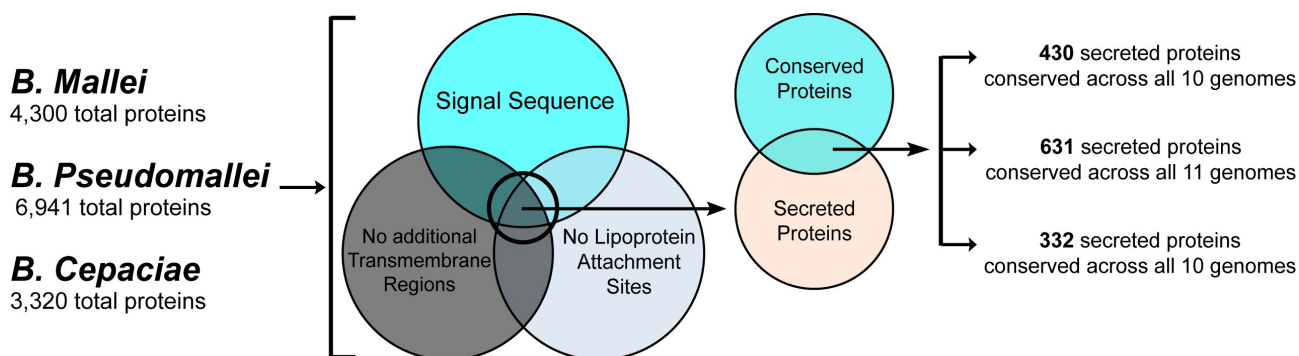 B. Mallei
4,300 total proteins
B. Pseudomallei
6,941 total proteins
B. Cepaciae
3,320 total proteins
Signal Sequence
No additional
Transmembrane
Regions
No Lipoprotein
Attachment
Sites
Conserved
Proteins
Secreted
Proteins
430 secreted proteins
conserved across all 10 genomes
631 secreted proteins
conserved across all 11 genomes
332 secreted proteins
conserved across all 10 genomes